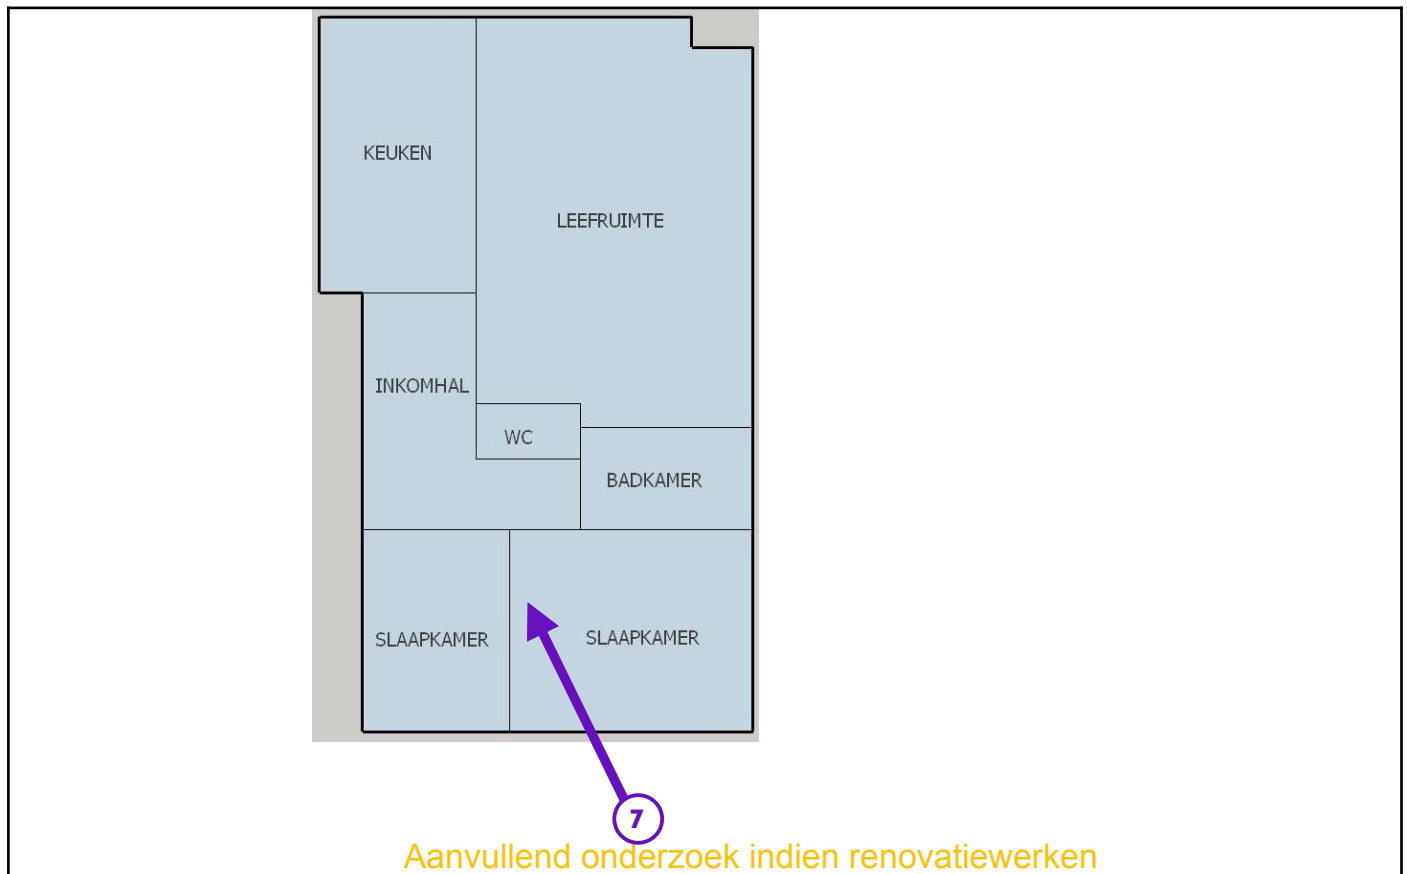 KEUKEN
LEEFRUIMTE
INKOMHAL
WC
BADKAMER
SLAAPKAMER
SLAAPKAMER
7
Aanvullend onderzoek indien renovatiewerken